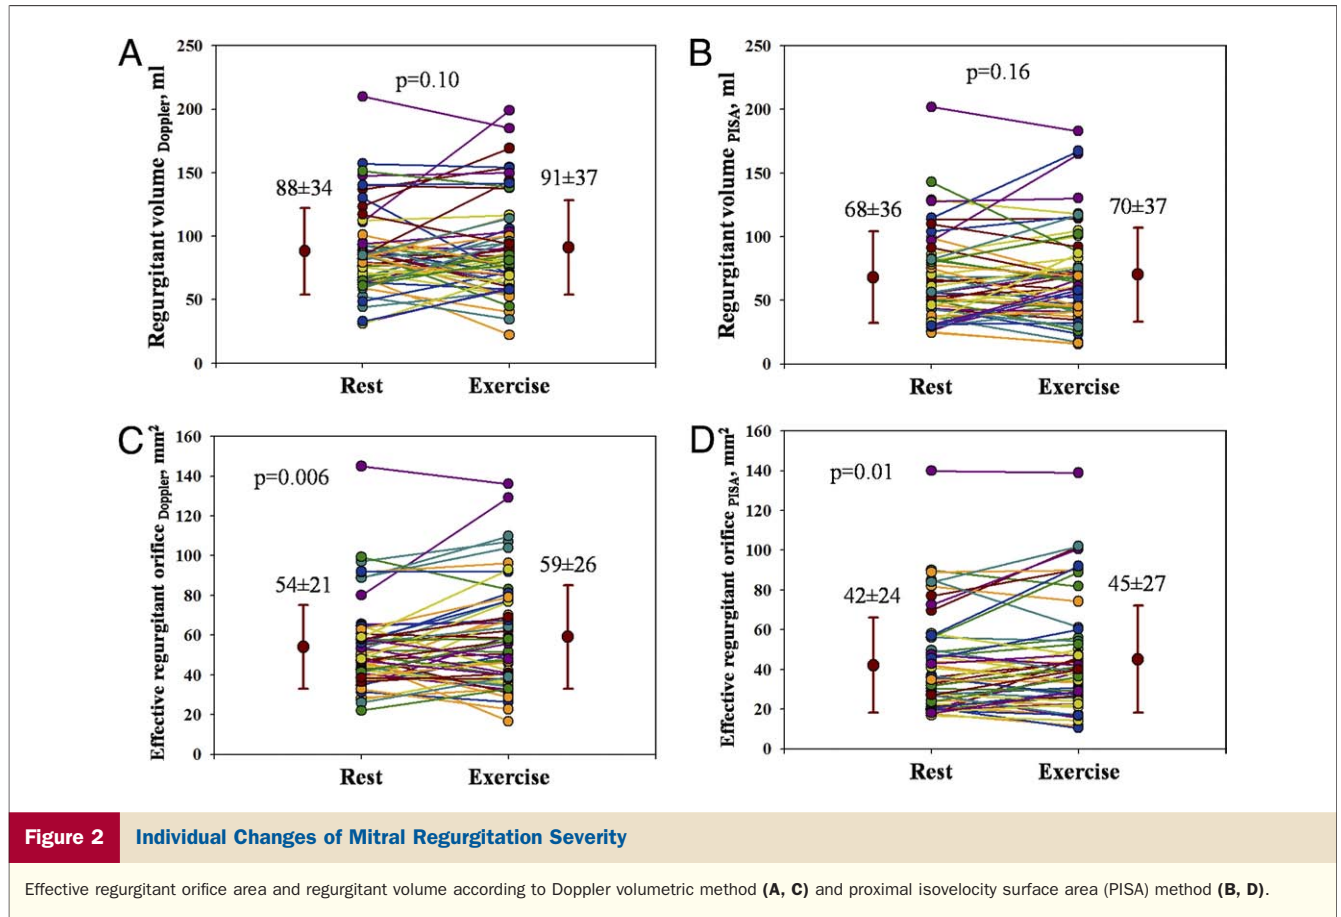 A
Regurgitant volume Doppler, ml
250
200
150
100
50
0
p=0.10
88±34
91±37
Rest
Exercise
B
Regurgitant volume PISA, ml
250
200
150
100
50
0
p=0.16
68±36
70±37
Rest
Exercise
C
Effective regurgitant orifice Doppler, mm²
160
140
120
100
80
60
40
20
0
p=0.006
54±21
59±26
Rest
Exercise
D
Effective regurgitant orifice PISA, mm²
160
140
120
100
80
60
40
20
0
p=0.01
42±24
45±27
Rest
Exercise
Figure 2
Individual Changes of Mitral Regurgitation Severity
Effective regurgitant orifice area and regurgitant volume according to Doppler volumetric method (A, C) and proximal isovelocity surface area (PISA) method (B, D).